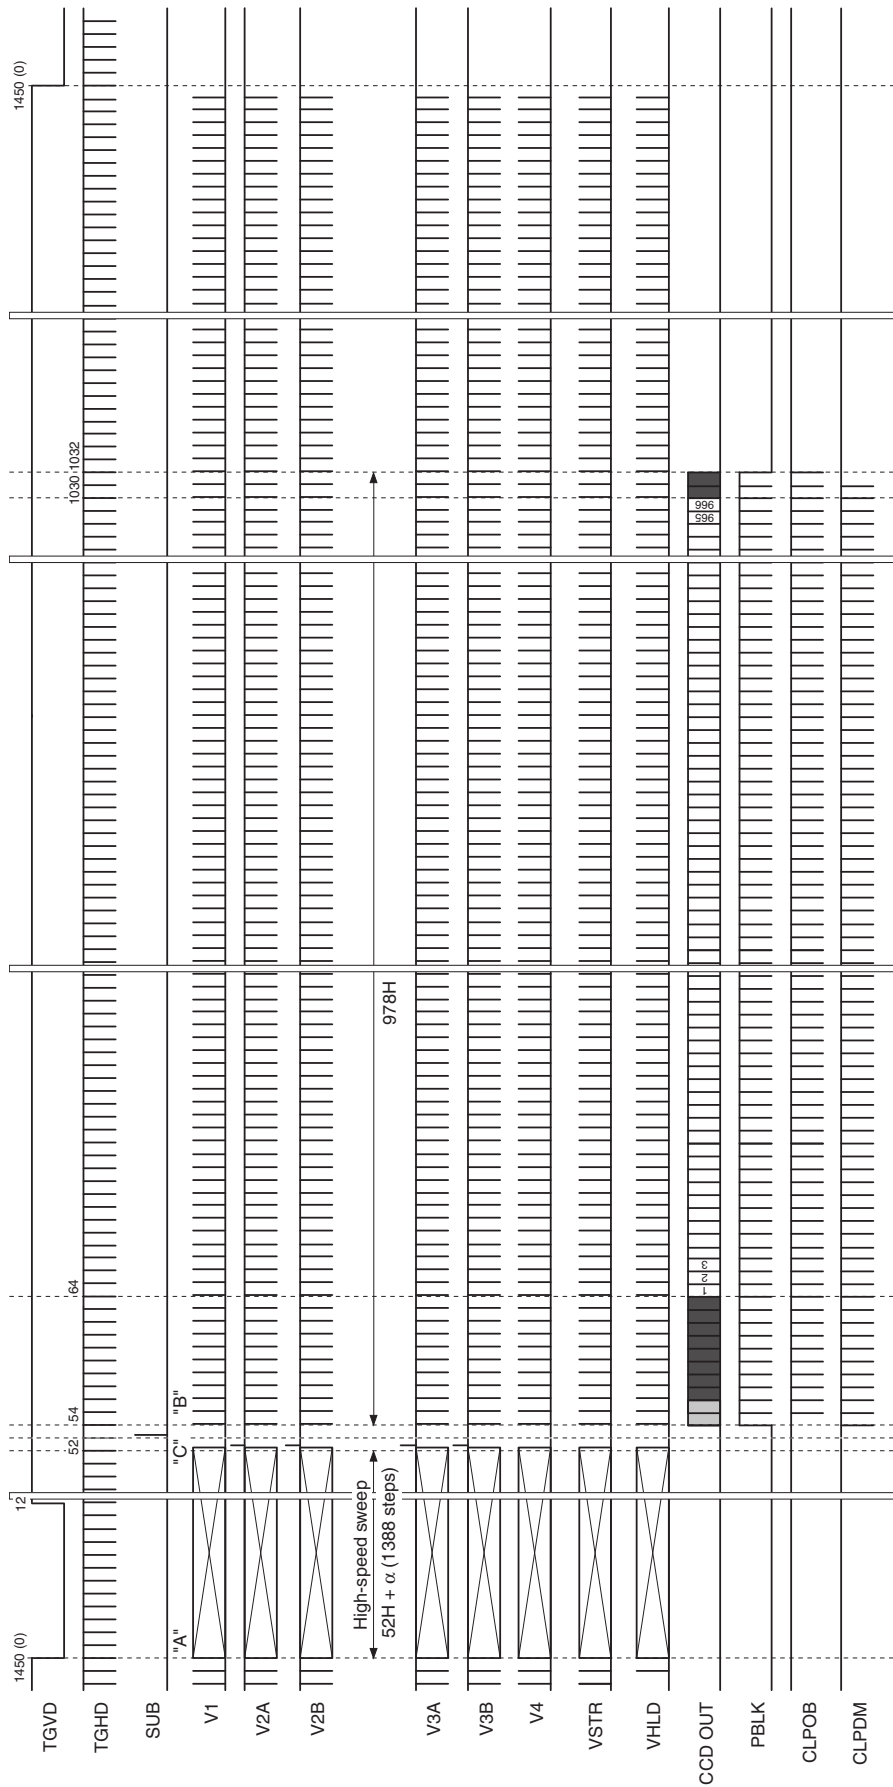 1450 (0)
12
52
54
64
1030
1032
1450 (0)
TGVD
TGHD
SUB
"A"
"C"
"B"
V1
V2A
V2B
High-speed sweep
52H + α (1388 steps)
978H
V3A
V3B
V4
VSTR
VHLD
CCD OUT
1
2
3
965
966
PBLK
CLPOB
CLPDM